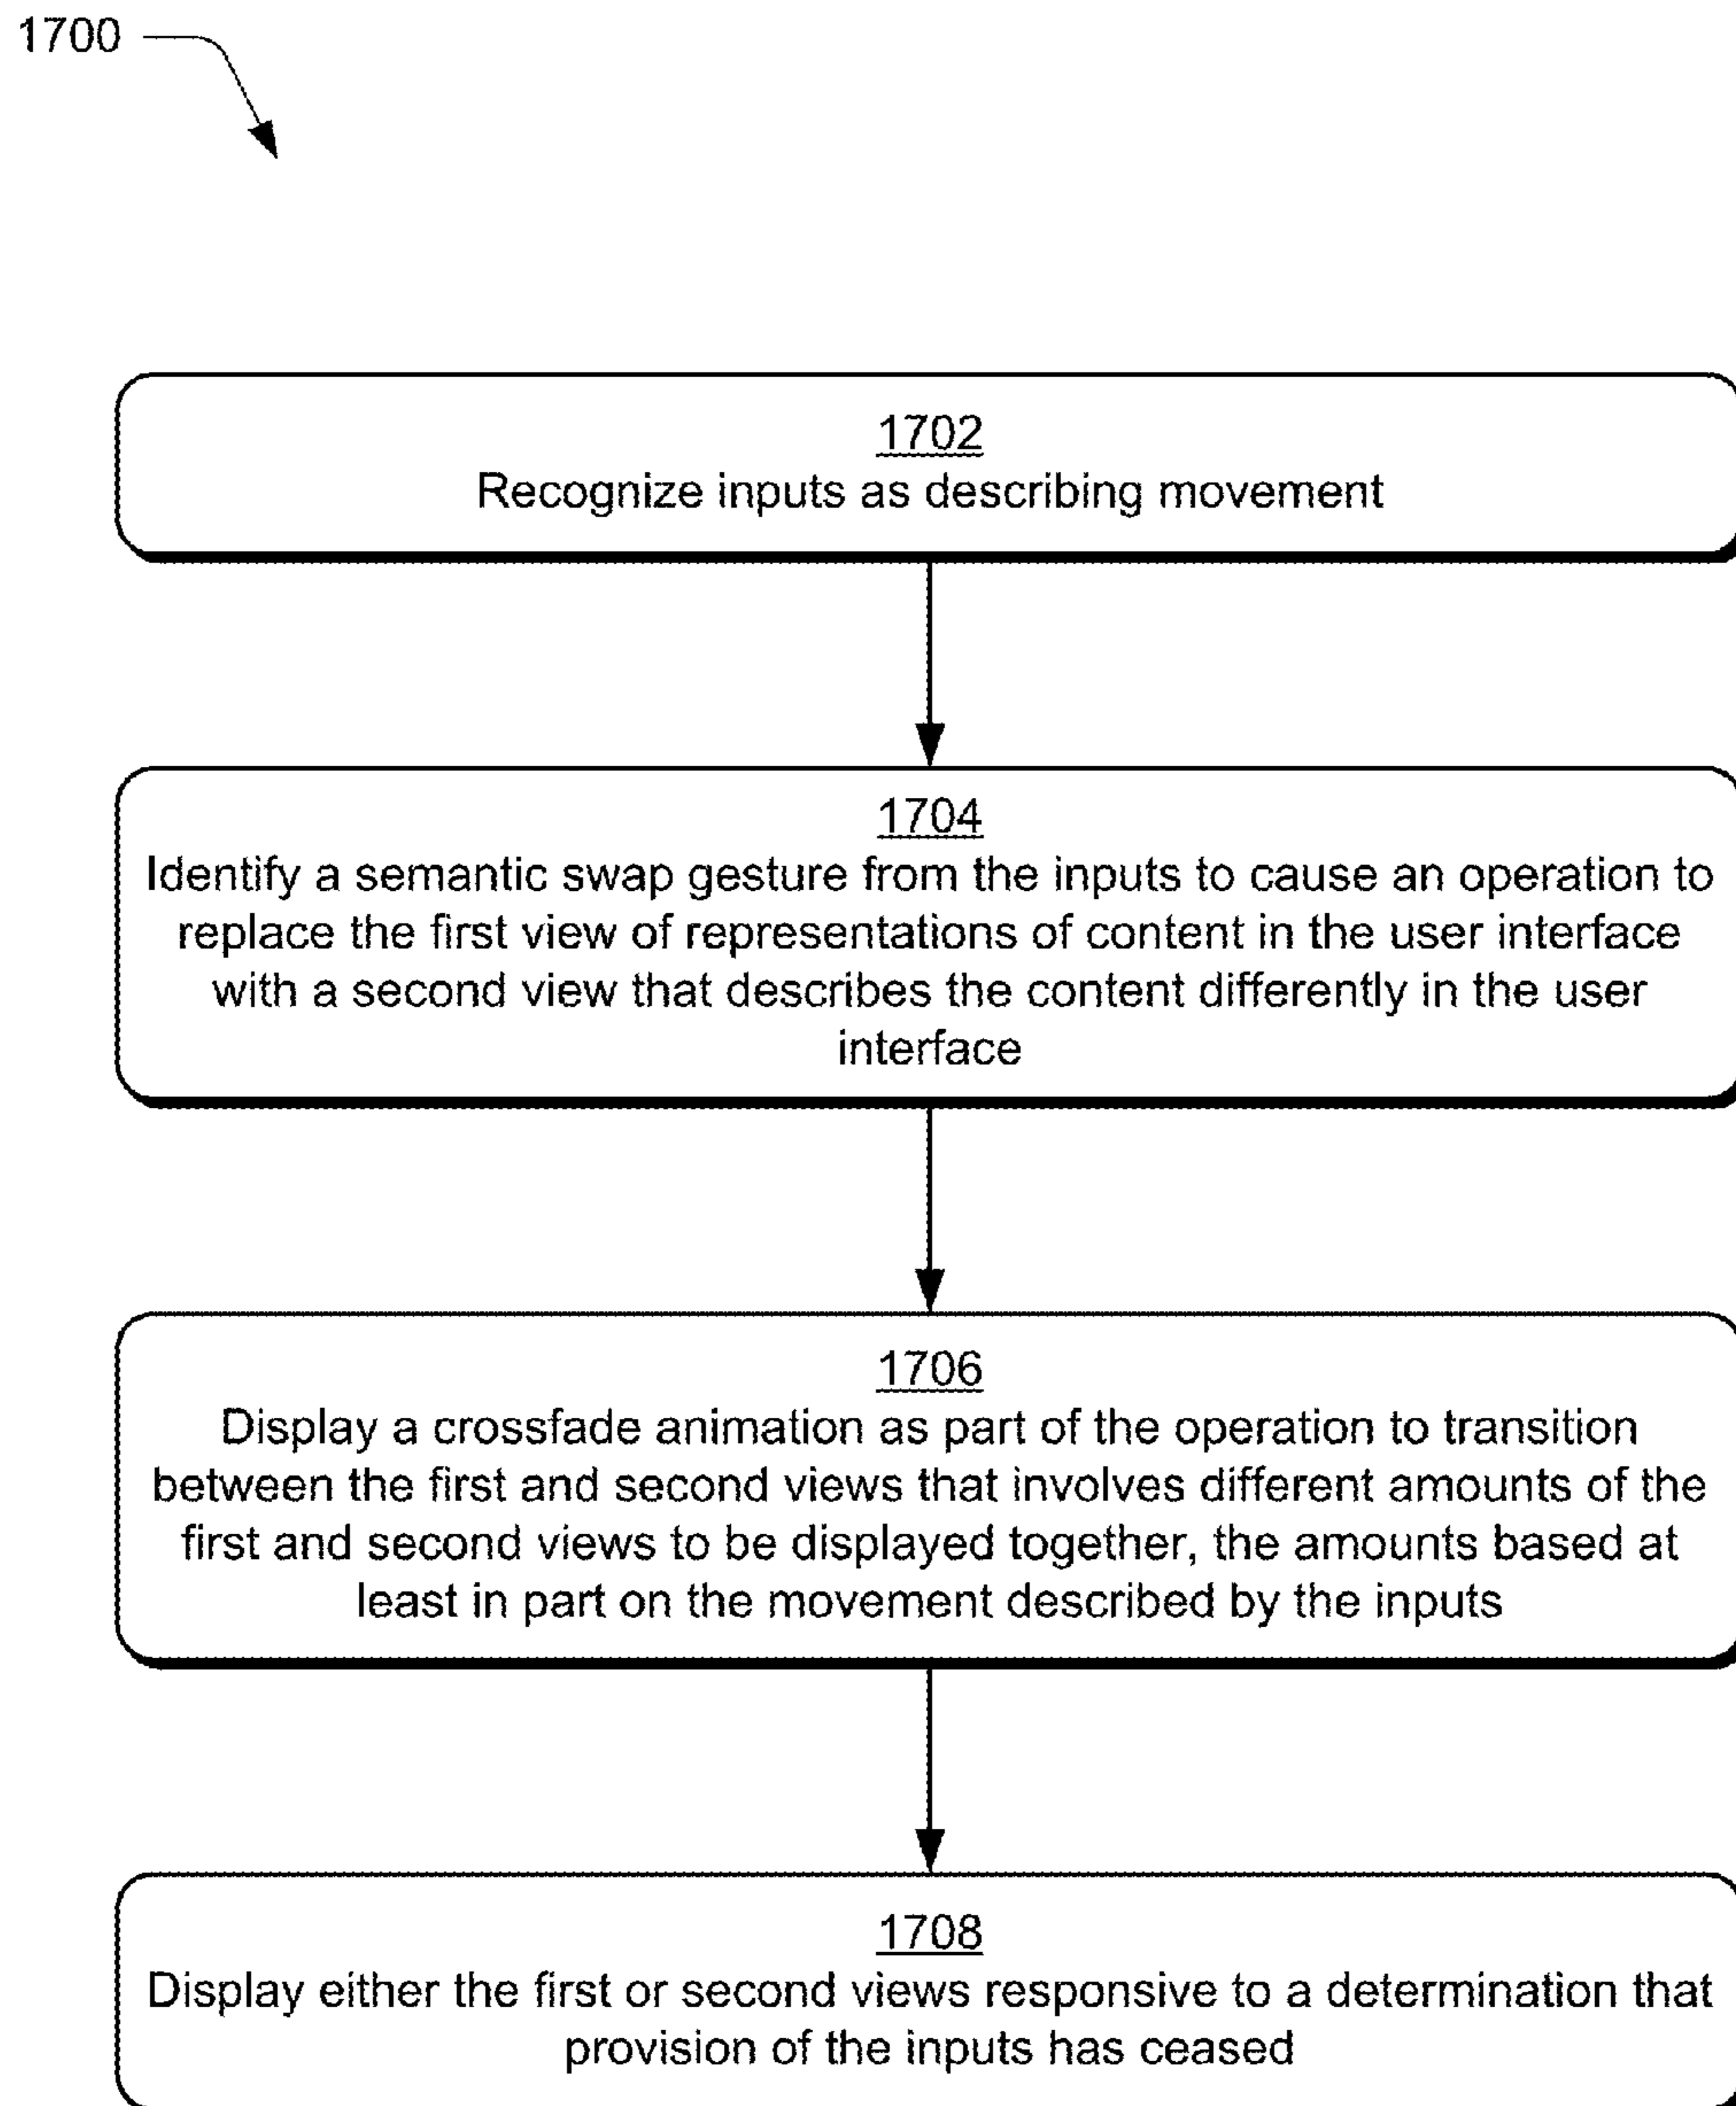 1700
1702
Recognize inputs as describing movement
1704
Identify a semantic swap gesture from the inputs to cause an operation to
replace the first view of representations of content in the user interface
with a second view that describes the content differently in the user
interface
1706
Display a crossfade animation as part of the operation to transition
between the first and second views that involves different amounts of the
first and second views to be displayed together, the amounts based at
least in part on the movement described by the inputs
1708
Display either the first or second views responsive to a determination that
provision of the inputs has ceased